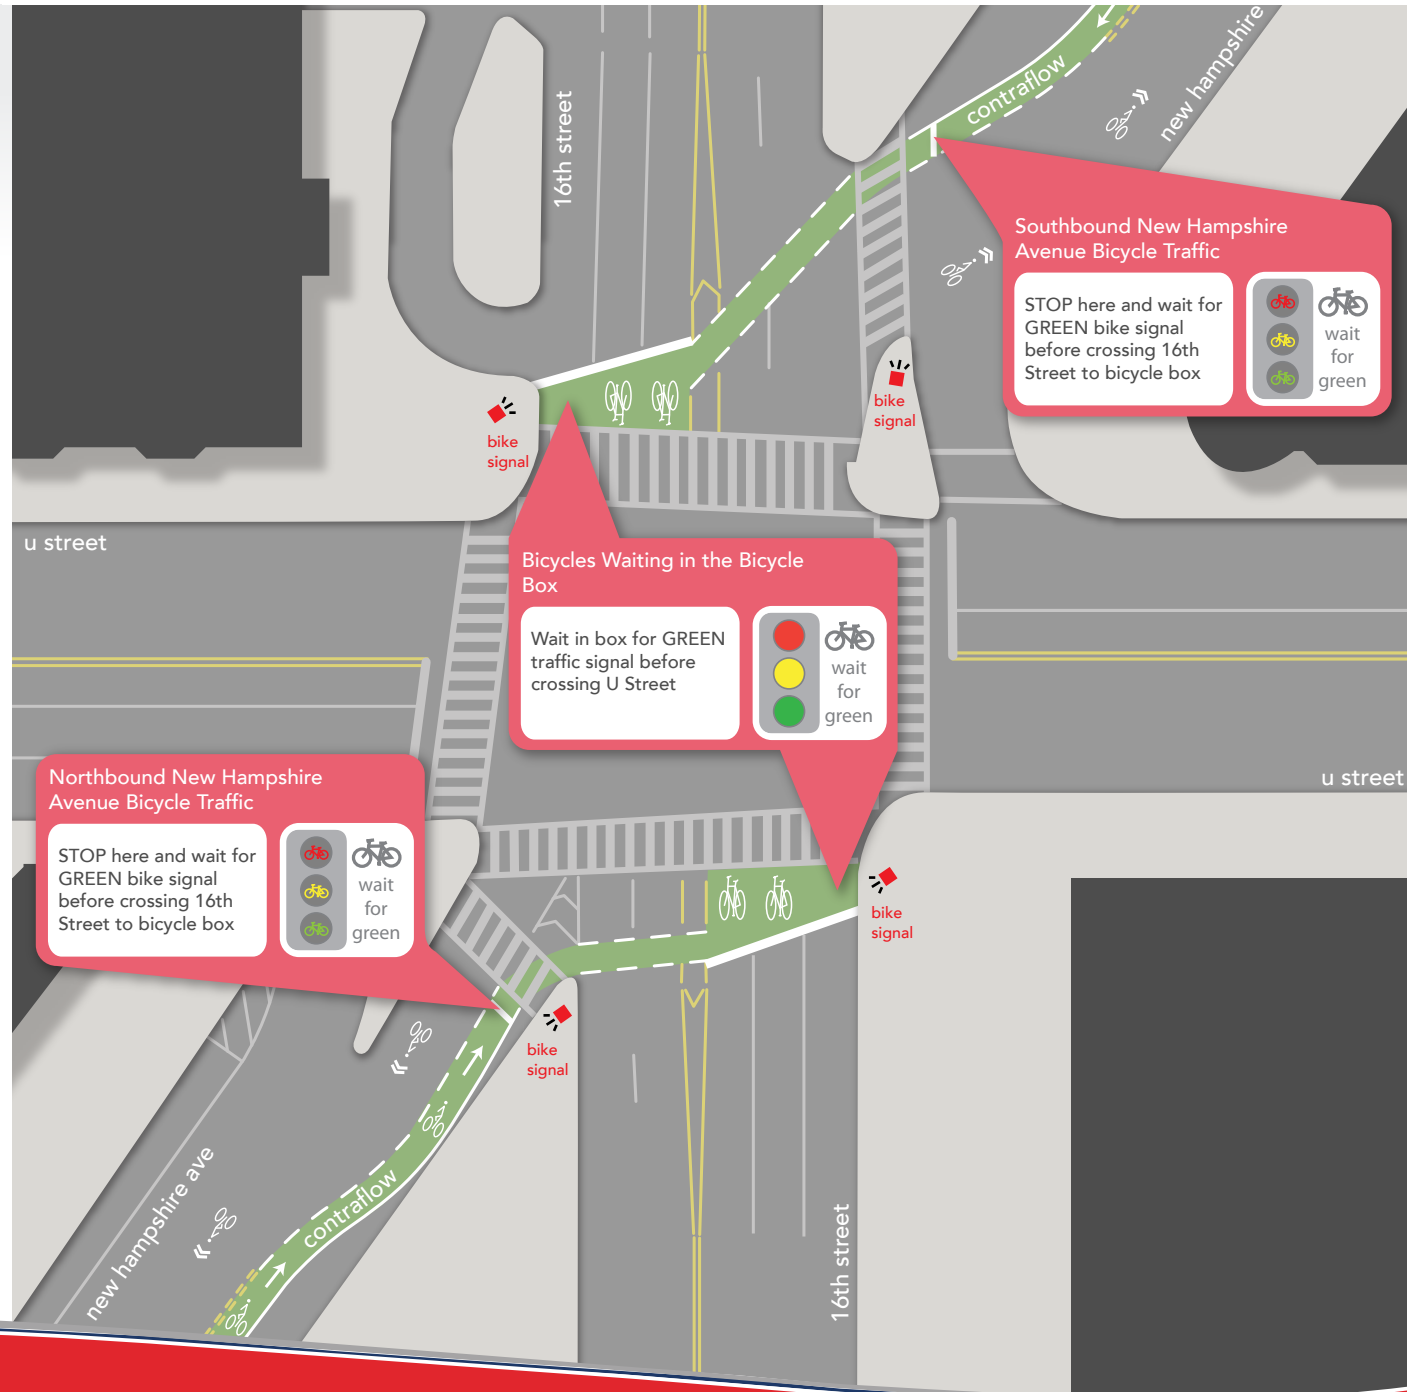 16th street
contraflow
new hampshire
Southbound New Hampshire
Avenue Bicycle Traffic
STOP here and wait for
GREEN bike signal
before crossing 16th
Street to bicycle box
wait
for
green
bike
signal
bike
signal
u street
Bicycles Waiting in the Bicycle
Box
Wait in box for GREEN
traffic signal before
crossing U Street
wait
for
green
u street
Northbound New Hampshire
Avenue Bicycle Traffic
STOP here and wait for
GREEN bike signal
before crossing 16th
Street to bicycle box
wait
for
green
bike
signal
bike
signal
contraflow
new hampshire ave
16th street